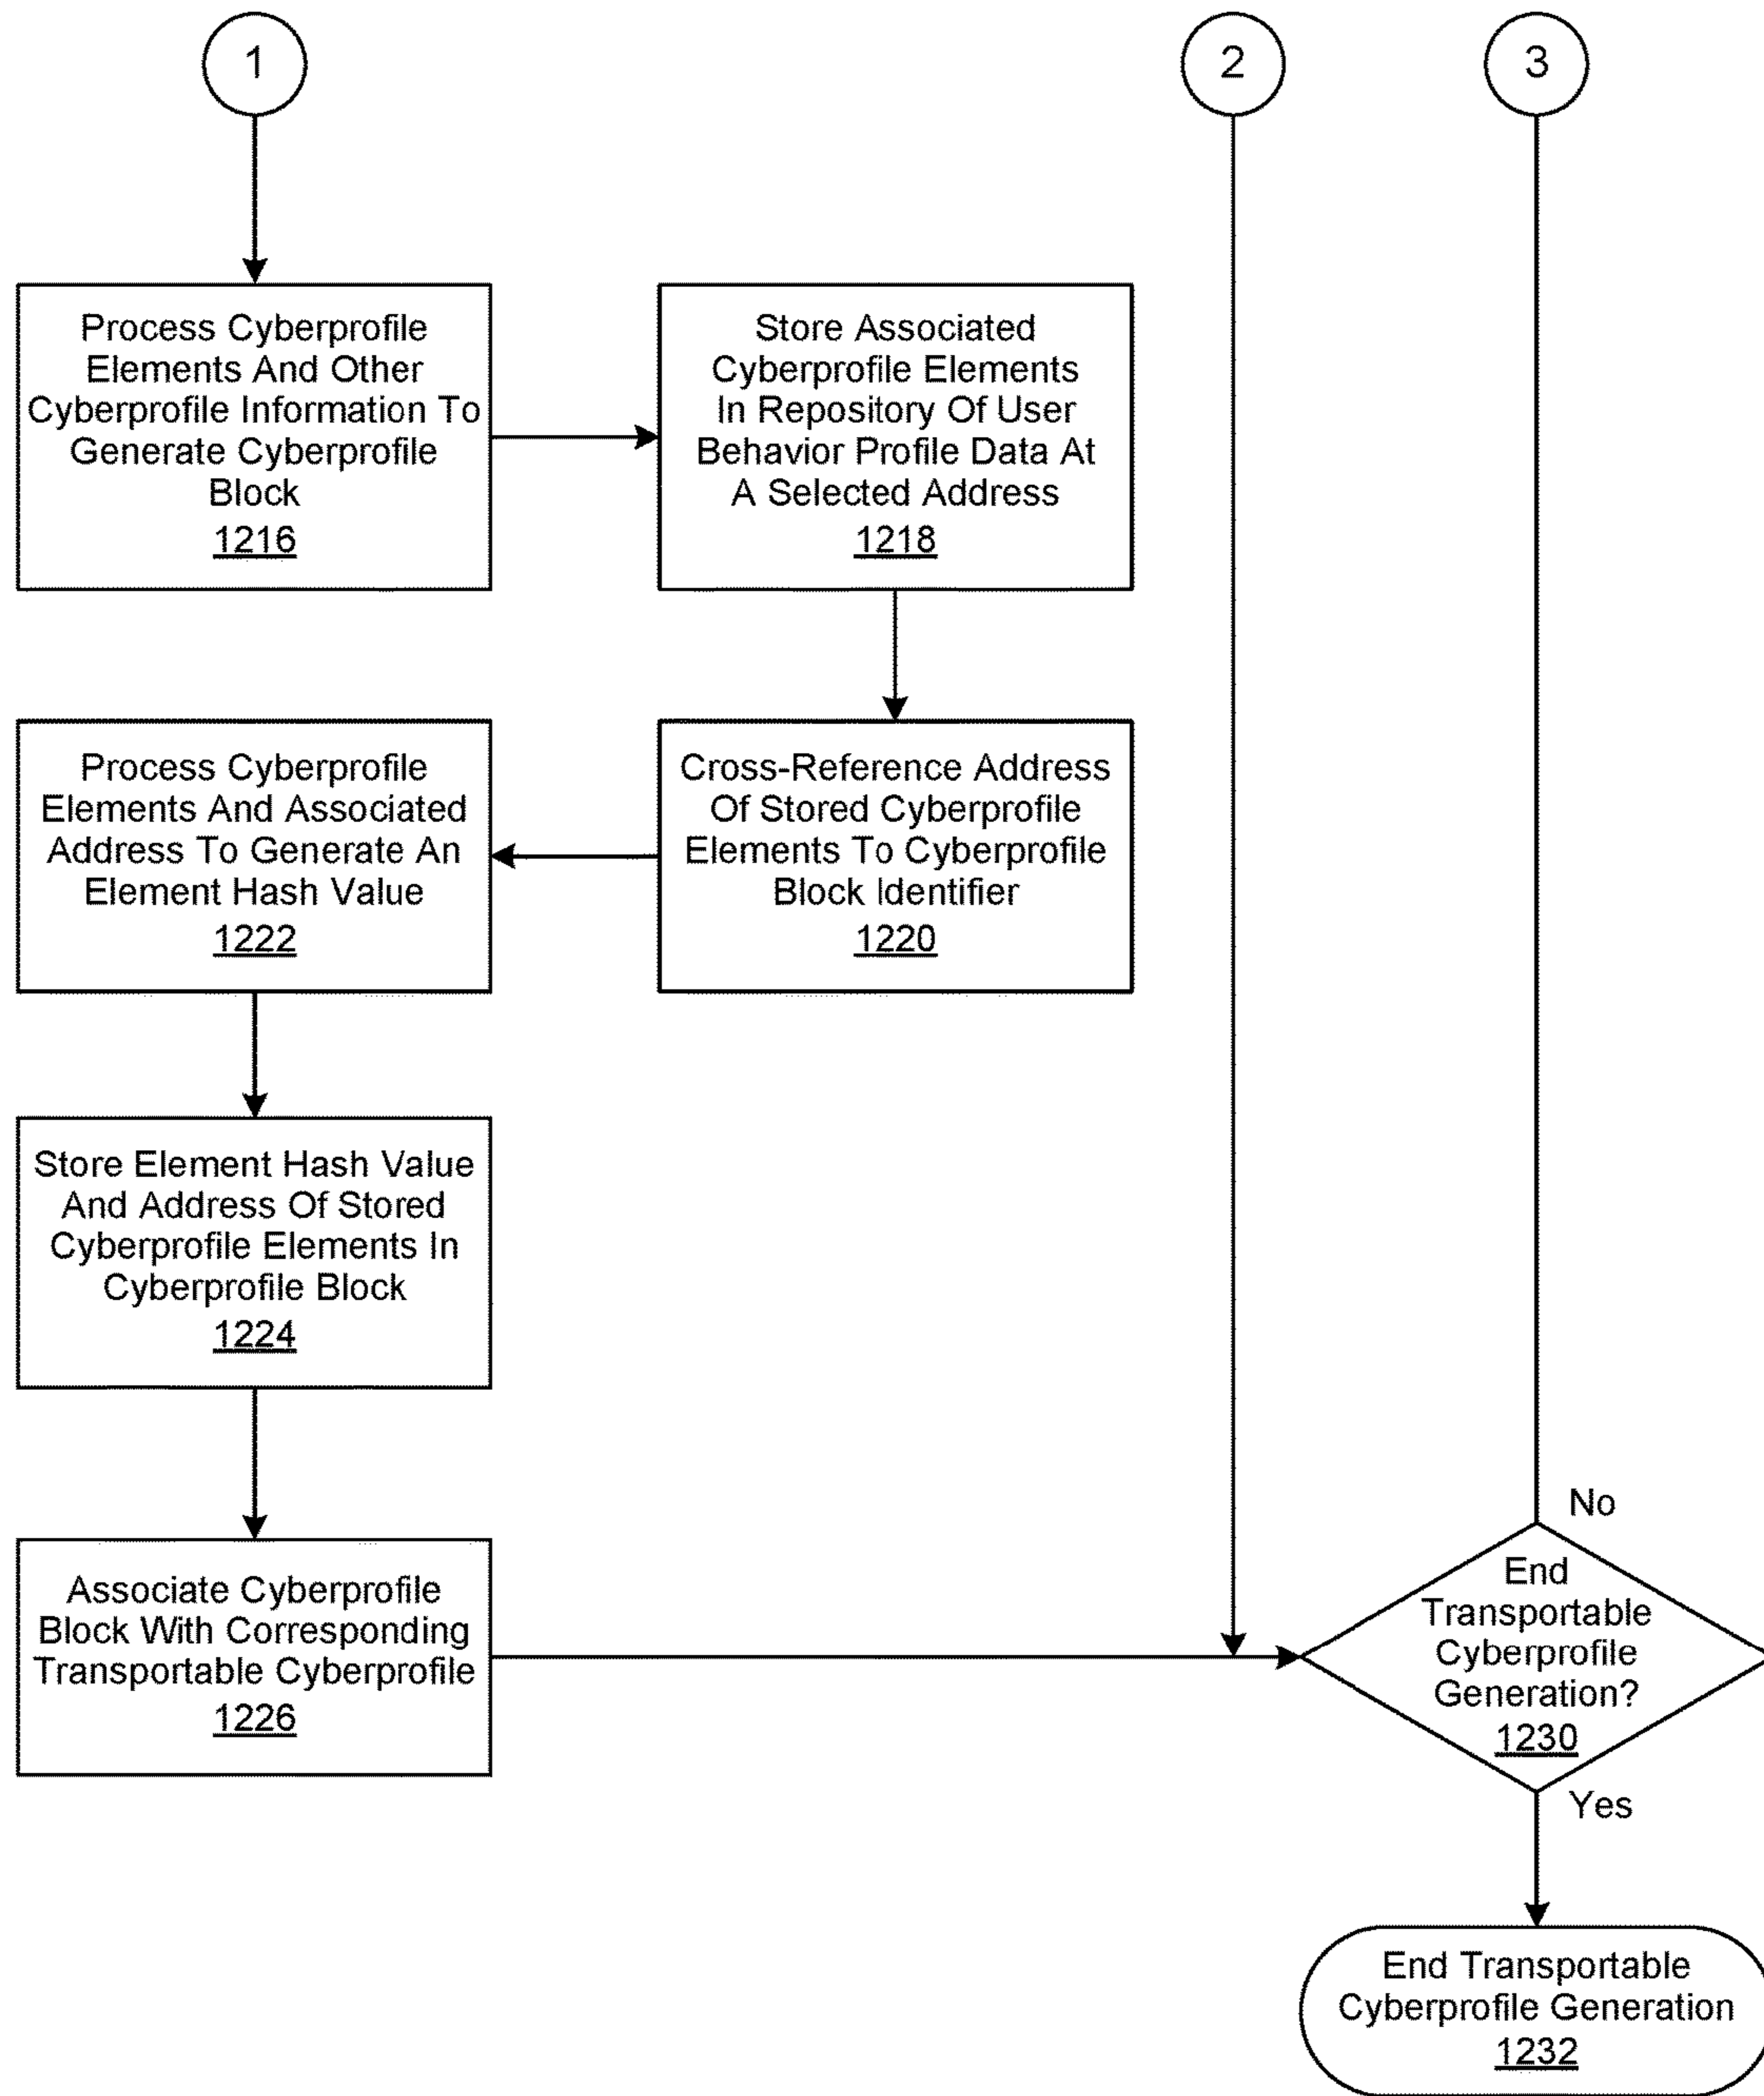 1
2
3
Process Cyberprofile
Elements And Other
Cyberprofile Information To
Generate Cyberprofile
Block
1216
Store Associated
Cyberprofile Elements
In Repository Of User
Behavior Profile Data At
A Selected Address
1218
Process Cyberprofile
Elements And Associated
Address To Generate An
Element Hash Value
1222
Cross-Reference Address
Of Stored Cyberprofile
Elements To Cyberprofile
Block Identifier
1220
Store Element Hash Value
And Address Of Stored
Cyberprofile Elements In
Cyberprofile Block
1224
Associate Cyberprofile
Block With Corresponding
Transportable Cyberprofile
1226
No
End
Transportable
Cyberprofile
Generation?
1230
Yes
End Transportable
Cyberprofile Generation
1232